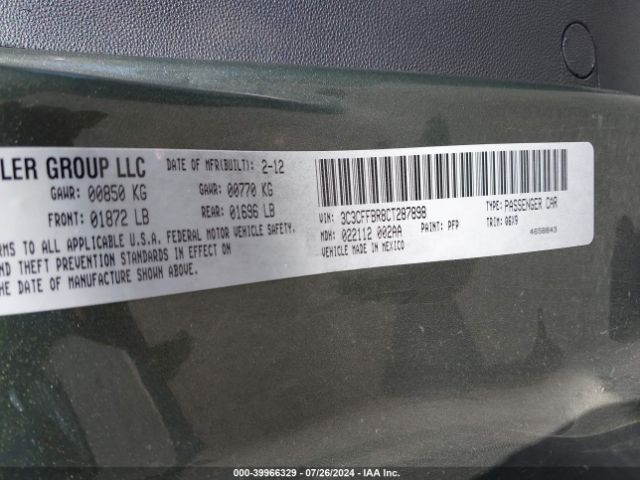 LER GROUP LLC
DATE OF MFR(BUILT): 2-12
GAWR: 00850 KG
GAWR: 00770 KG
FRONT: 01872 LB
REAR: 01696 LB
RMS TO ALL APPLICABLE U.S.A. FEDERAL MOTOR VEHICLE SAFETY,
ND THEFT PREVENTION STANDARDS IN EFFECT
THE DATE OF MANUFACTURE SHOWN ABOVE.
VIN: 3C3CFFBR8CT287898
TYPE: PASSENGER CAR
MDH: 022112 002AA
PAINT: PFP
TRIM: 0819
VEHICLE MADE IN MEXICO
4650843
000-39966329 | 07/26/2024 | IAA Inc.